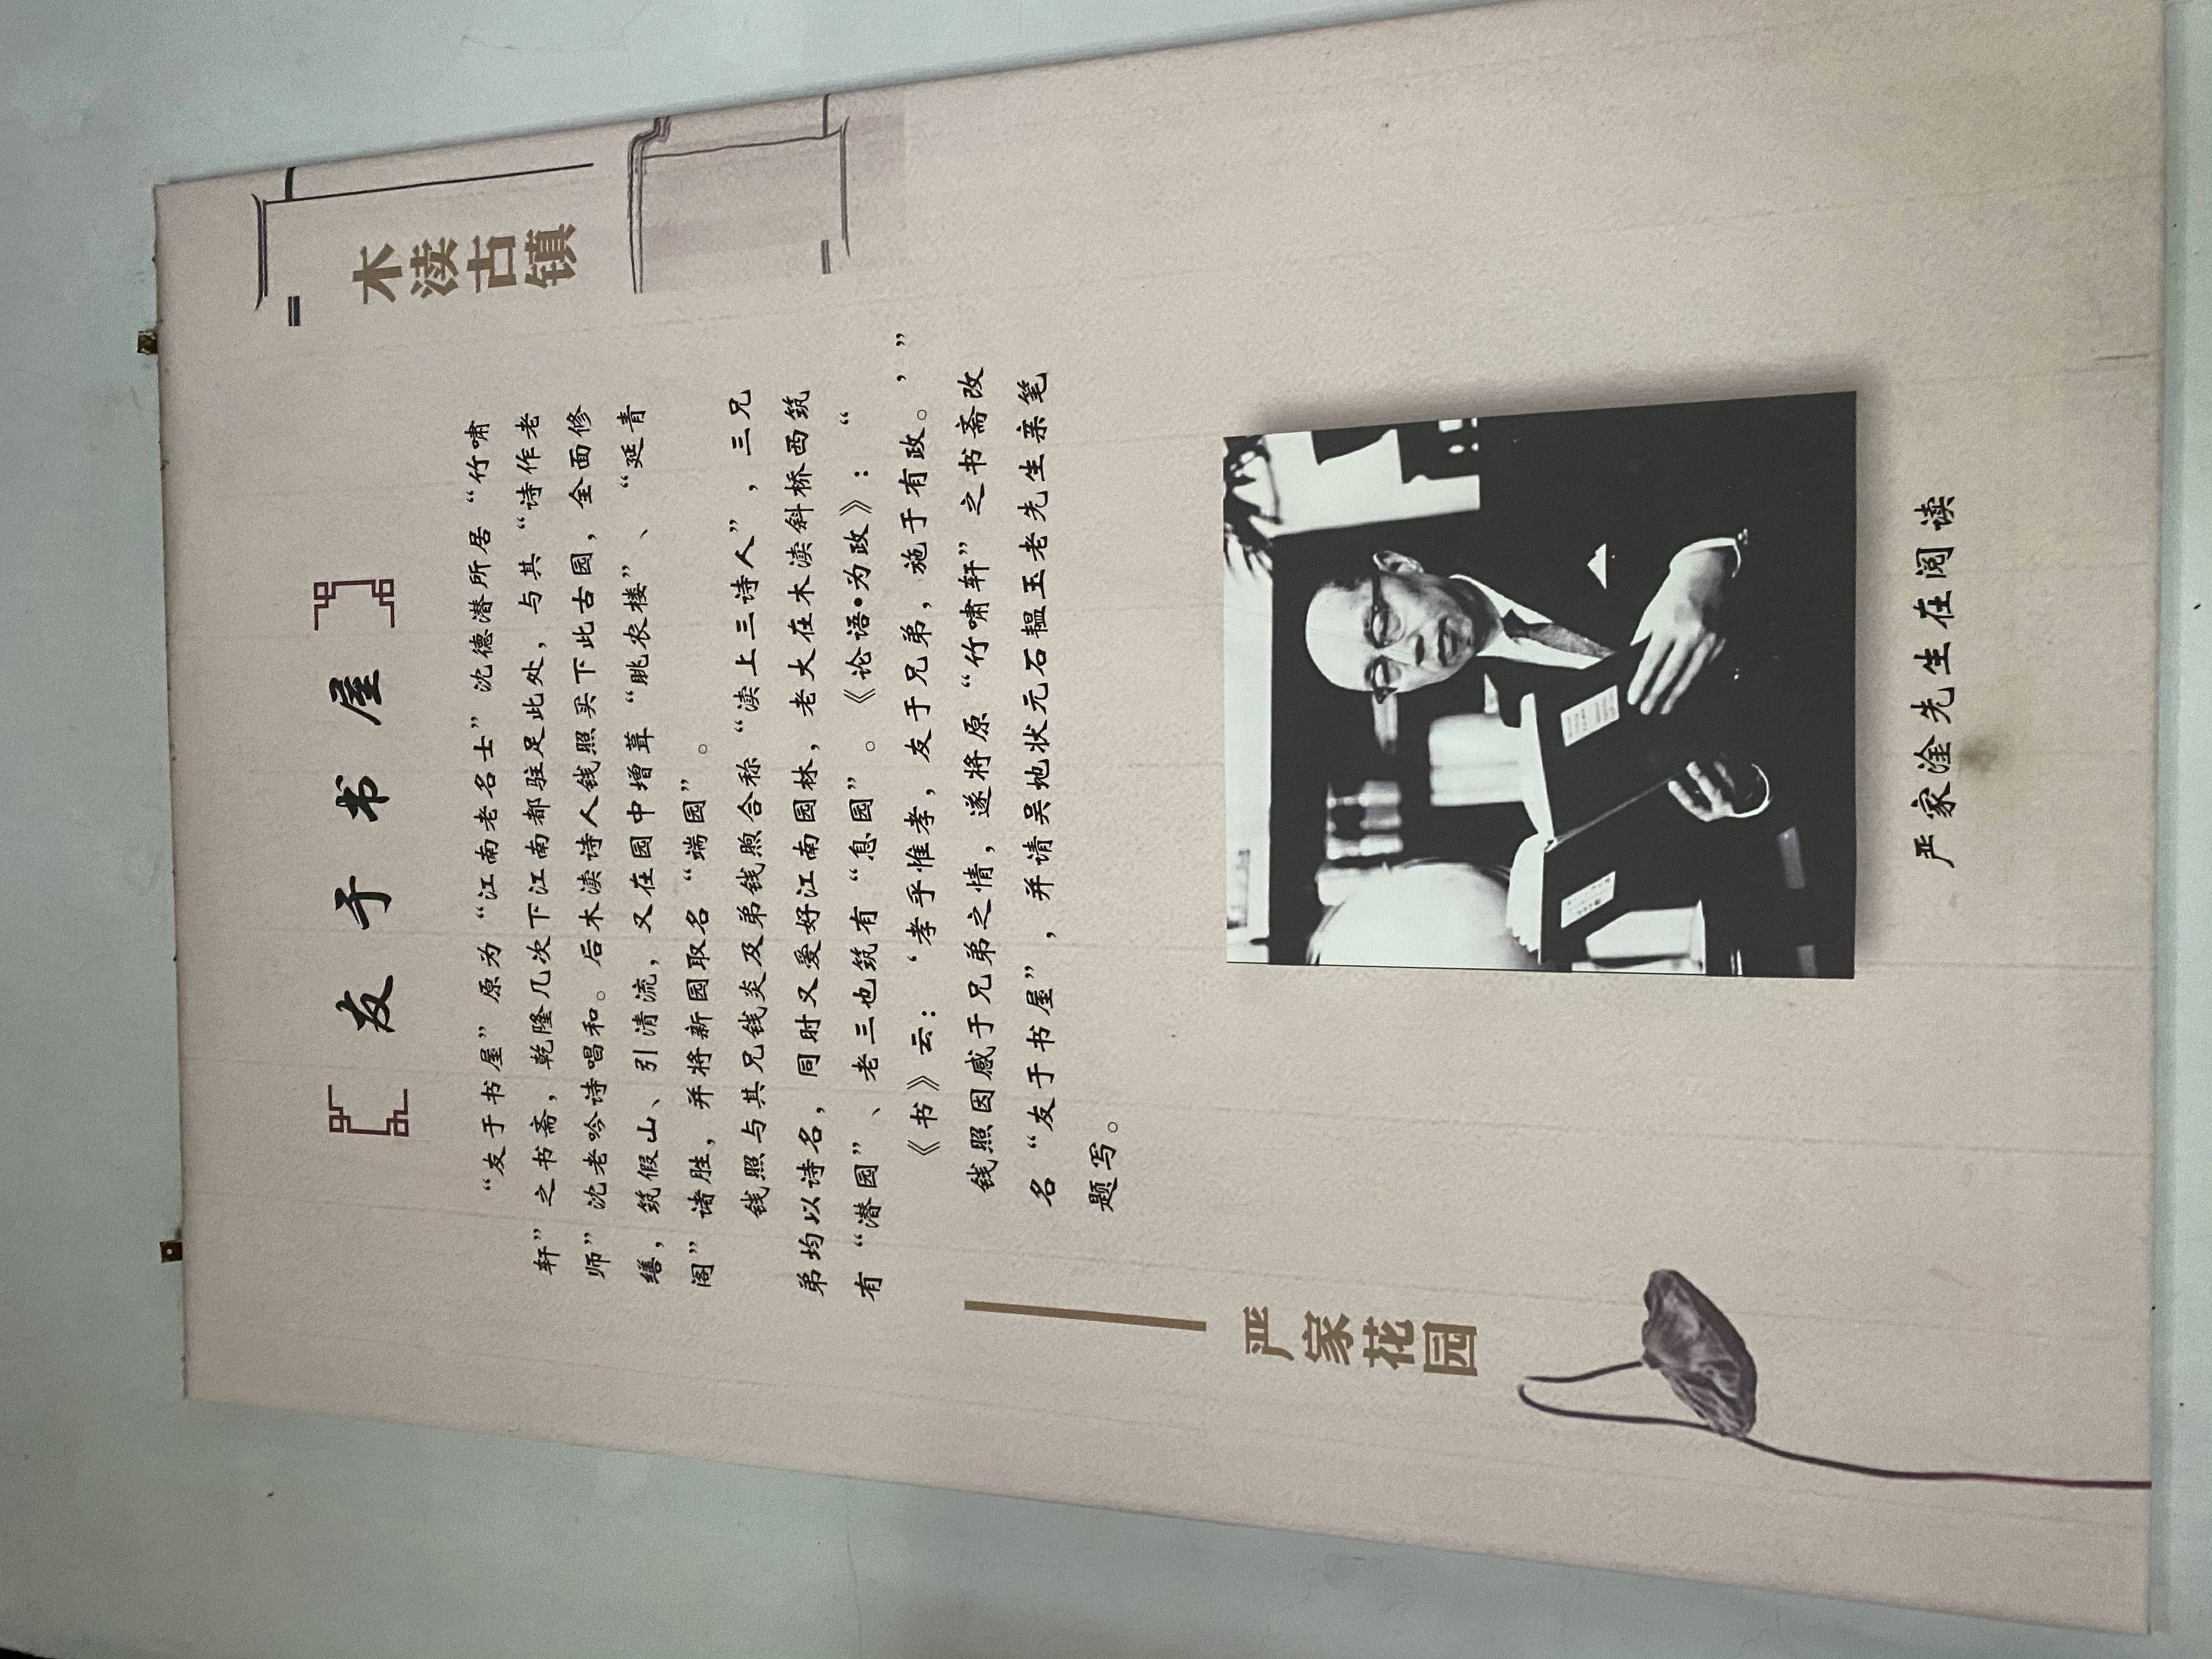 木渎古镇
友于书屋
“友于书屋”原为“江南老名士”沈德潜所居“竹啸
轩”之书斋，乾隆几次下江南都驻足此处，与其“诗作老
师”沈老吟诗唱和。后木渎诗人钱照买下此古园，全面修
缮，筑假山、引清流，又在园中增葺“眺农楼”、“延青
阁”诸胜，并将新园取名“端园”。
钱照与其兄钱炎及弟钱煦合称“渎上三诗人”，三兄
弟均以诗名，同时又爱好江南园林，老大在木渎斜桥西筑
有“潜园”、老三也筑有“息园”。《论语•为政》：“
《书》云：‘孝乎惟孝，友于兄弟，施于有政。’”
钱照因感于兄弟之情，遂将原“竹啸轩”之书斋改
名“友于书屋”，并请吴地状元石韫玉老先生亲笔
题写。
严家花园
严家淦先生在阅读